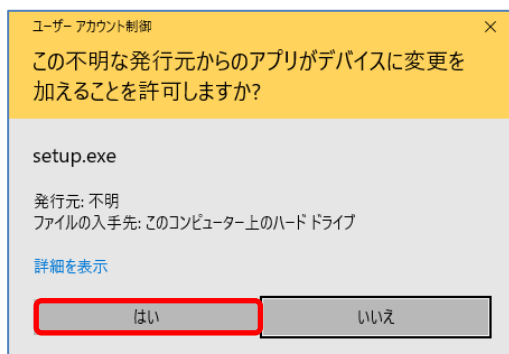 ユーザー アカウント制御
この不明な発行元からのアプリがデバイスに変更を
加えることを許可しますか?
setup.exe
発行元: 不明
ファイルの入手先: このコンピューター上のハード ドライブ
詳細を表示
はい
いいえ